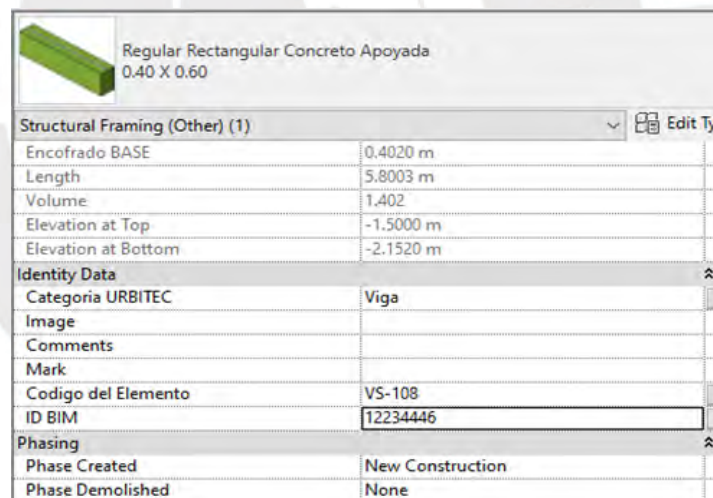 Regular Rectangular Concreto Apoyada
0.40 X 0.60
Structural Framing (Other) (1) Edit Ty
Encofrado BASE 0.4020 m
Length 5.8003 m
Volume 1.402
Elevation at Top -1.5000 m
Elevation at Bottom -2.1520 m
Identity Data
Categoria URBITEC Viga
Image
Comments
Mark
Codigo del Elemento VS-108
ID BIM 12234446
Phasing
Phase Created New Construction
Phase Demolished None